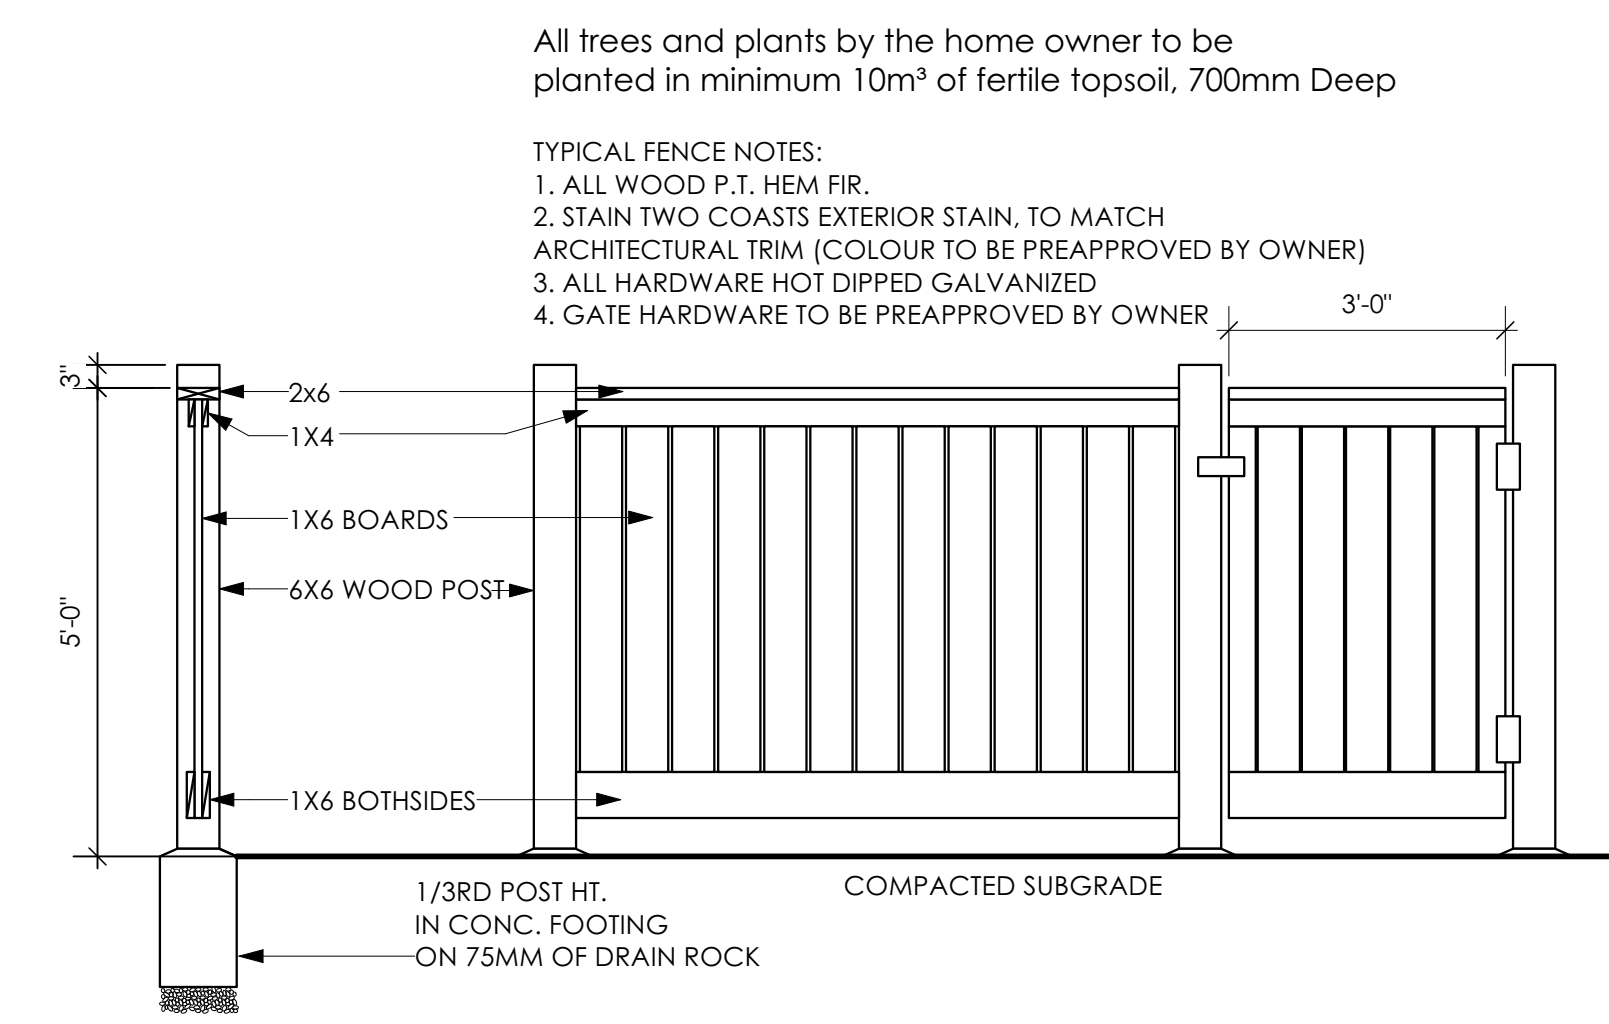 All trees and plants by the home owner to be
planted in minimum 10m³ of fertile topsoil, 700mm Deep
TYPICAL FENCE NOTES:
1. ALL WOOD P.T. HEM FIR.
2. STAIN TWO COASTS EXTERIOR STAIN, TO MATCH
ARCHITECTURAL TRIM (COLOUR TO BE PREAPPROVED BY OWNER)
3. ALL HARDWARE HOT DIPPED GALVANIZED
4. GATE HARDWARE TO BE PREAPPROVED BY OWNER
3'-0"
3"
2x6
1X4
1X6 BOARDS
6X6 WOOD POST
5'-0"
1X6 BOTHSIDES
1/3RD POST HT.
IN CONC. FOOTING
ON 75MM OF DRAIN ROCK
COMPACTED SUBGRADE